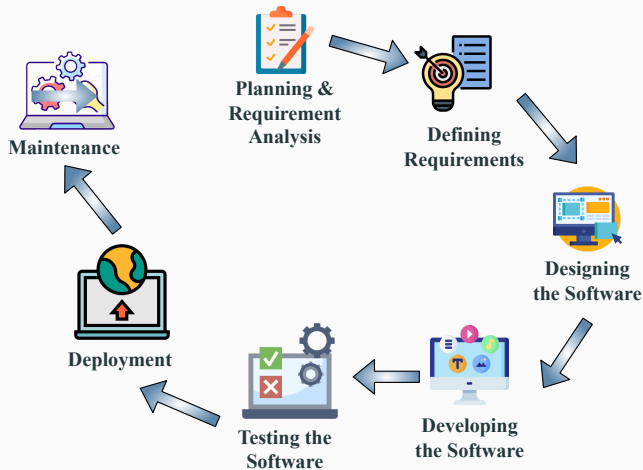 Planning &
Requirement
Analysis
Defining
Requirements
Designing
the Software
Developing
the Software
Testing the
Software
Deployment
Maintenance